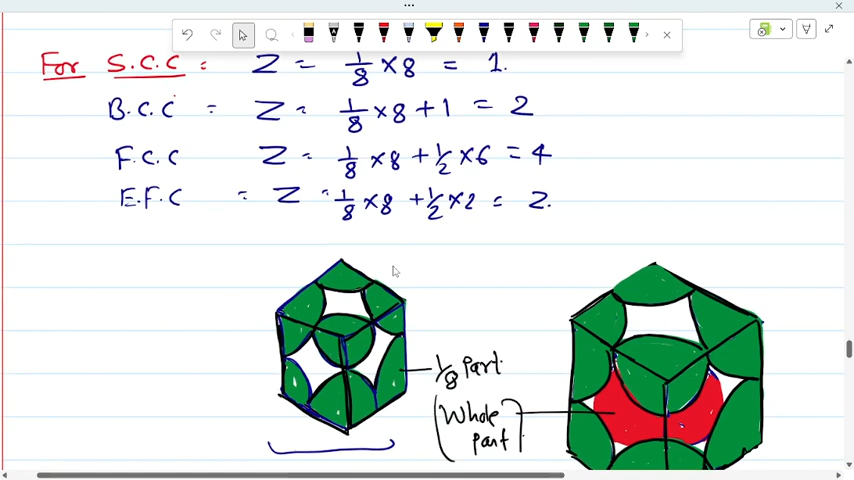 For S.C.C = Z = 1/8 × 8 = 1.
B.C.C = Z = 1/8 × 8 + 1 = 2
F.C.C Z = 1/8 × 8 + 1/2 × 6 = 4
E.F.C = Z = 1/8 × 8 + 1/2 × 2 = 2.
1/8 Part.
(Whole
part)